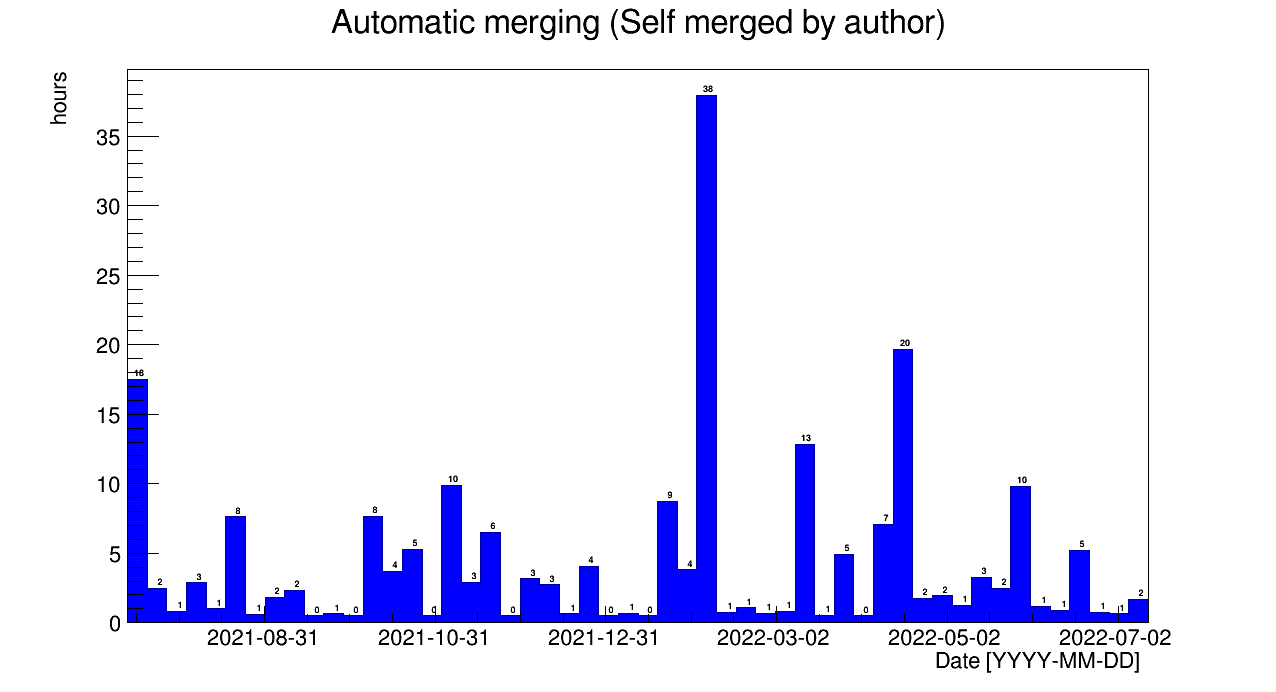 Automatic merging (Self merged by author)
hours
35
30
25
20
15
10
5
0
18 2 1 3 1 8 1 2 2 0 1 0 8 4 5 0 10 3 6 0 3 3 1 4 0 1 0 9 4 38 1 1 1 1 13 1 5 0 7 20 2 2 1 3 2 10 1 1 5 1 1 2
2021-08-31 2021-10-31 2021-12-31 2022-03-02 2022-05-02 2022-07-02
Date [YYYY-MM-DD]